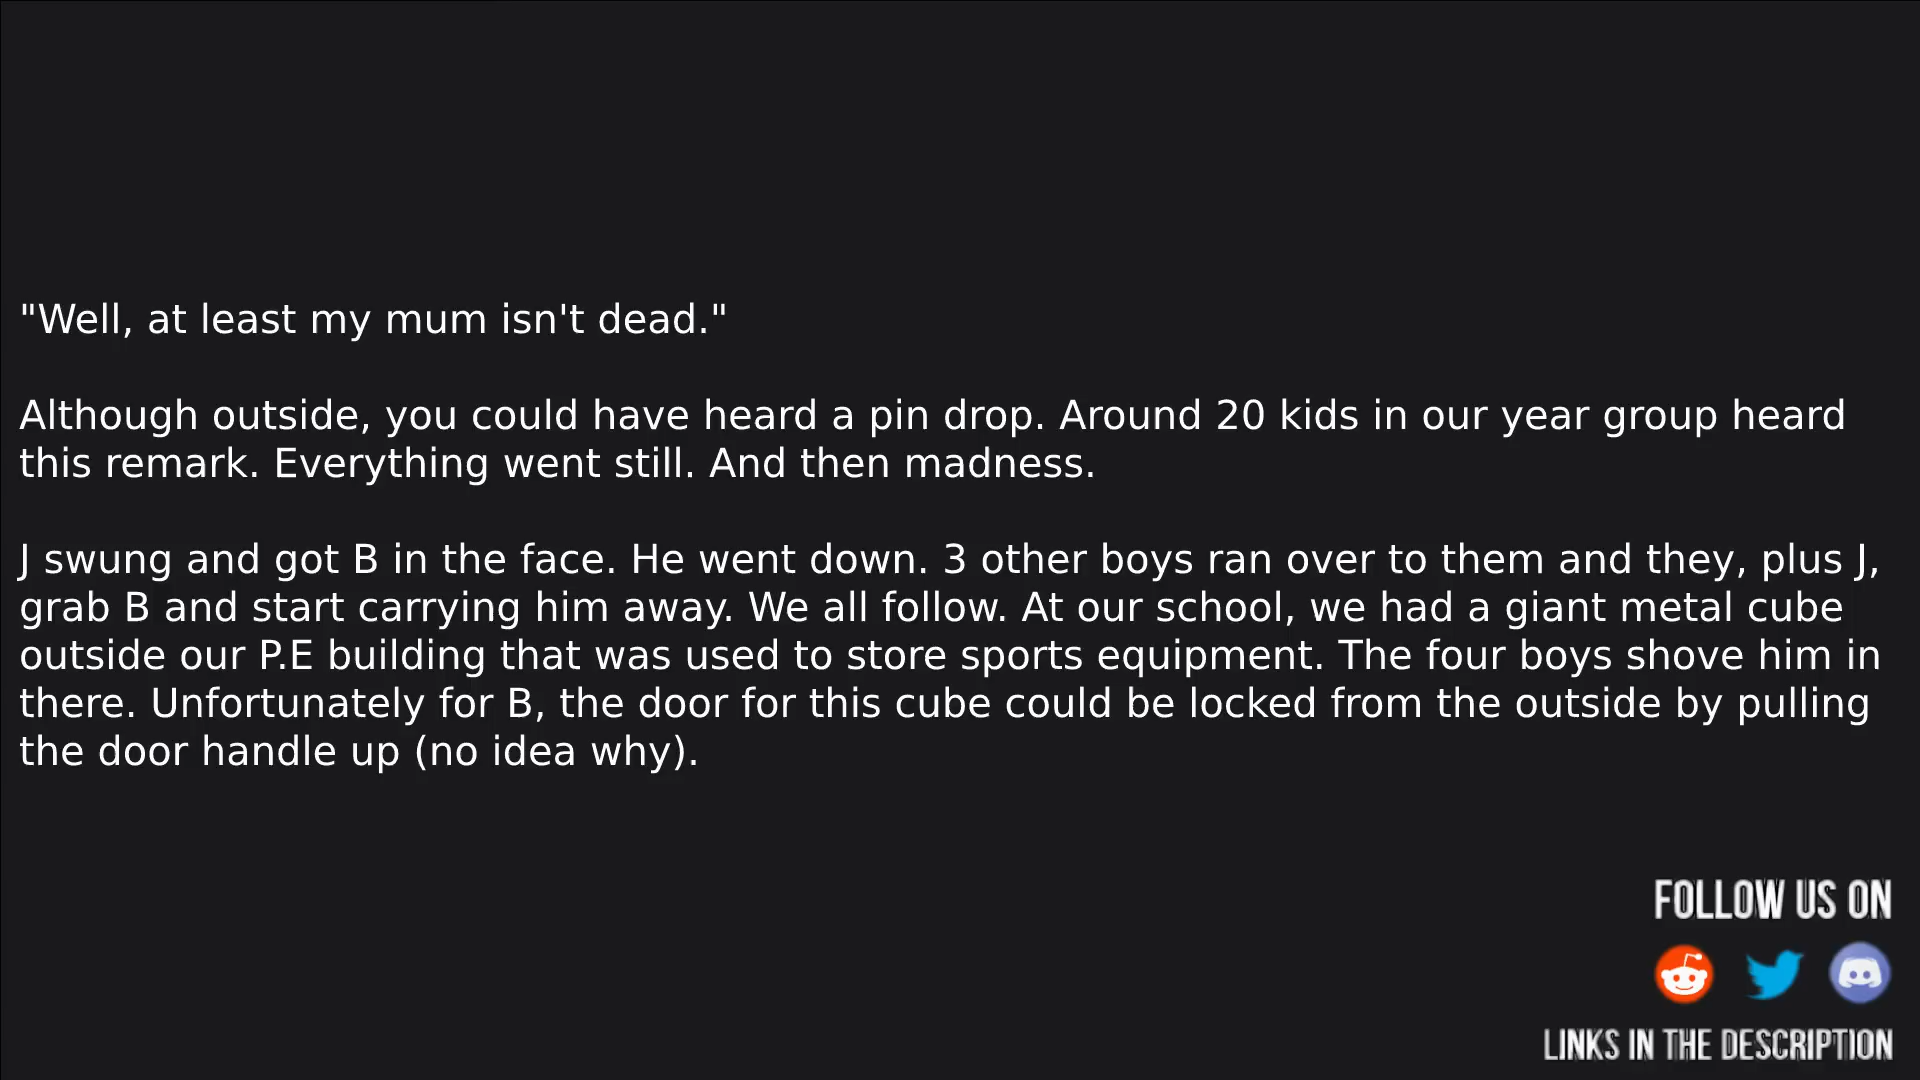 "Well, at least my mum isn't dead."
Although outside, you could have heard a pin drop. Around 20 kids in our year group heard
this remark. Everything went still. And then madness.
J swung and got B in the face. He went down. 3 other boys ran over to them and they, plus J,
grab B and start carrying him away. We all follow. At our school, we had a giant metal cube
outside our P.E building that was used to store sports equipment. The four boys shove him in
there. Unfortunately for B, the door for this cube could be locked from the outside by pulling
the door handle up (no idea why).
FOLLOW US ON
LINKS IN THE DESCRIPTION